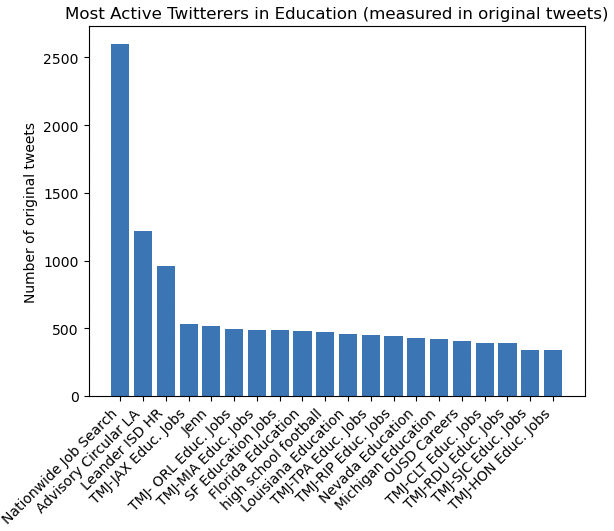 Most Active Twitterers in Education (measured in original tweets)
Number of original tweets
2500
2000
1500
1000
500
0
Nationwide Job Search
Advisory Circular LA
Leander ISD HR
TMJ-JAX Educ. Jobs
Jenn
TMJ- ORL Educ. Jobs
TMJ-MIA Educ. Jobs
SF Education Jobs
Florida Education
high school football
Louisiana Education
TMJ-TPA Educ. Jobs
TMJ-RIP Educ. Jobs
Nevada Education
Michigan Education
OUSD Careers
TMJ-CLT Educ. Jobs
TMJ-RDU Educ. Jobs
TMJ-SJC Educ. Jobs
TMJ-HON Educ. Jobs